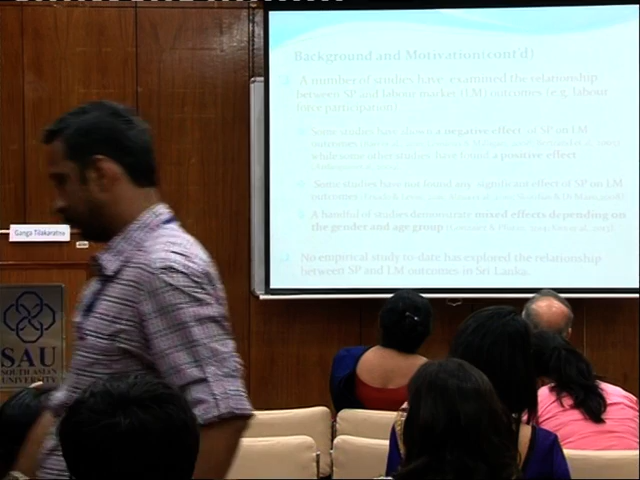 Background and Motivation(cont'd)
A number of studies have examined the relationship
between SP and labour market (LM) outcomes (e.g. labour
force participation)
Some studies have shown a negative effect of SP on LM
outcomes
while some other studies have found a positive effect
Some studies have not found any significant effect of SP on LM
outcomes
A handful of studies demonstrate mixed effects depending on
the gender and age group
No empirical study to-date has explored the relationship
between SP and LM outcomes in Sri Lanka.
Ganga Tilakaratna
SAU
SOUTH ASIAN
UNIVERSITY